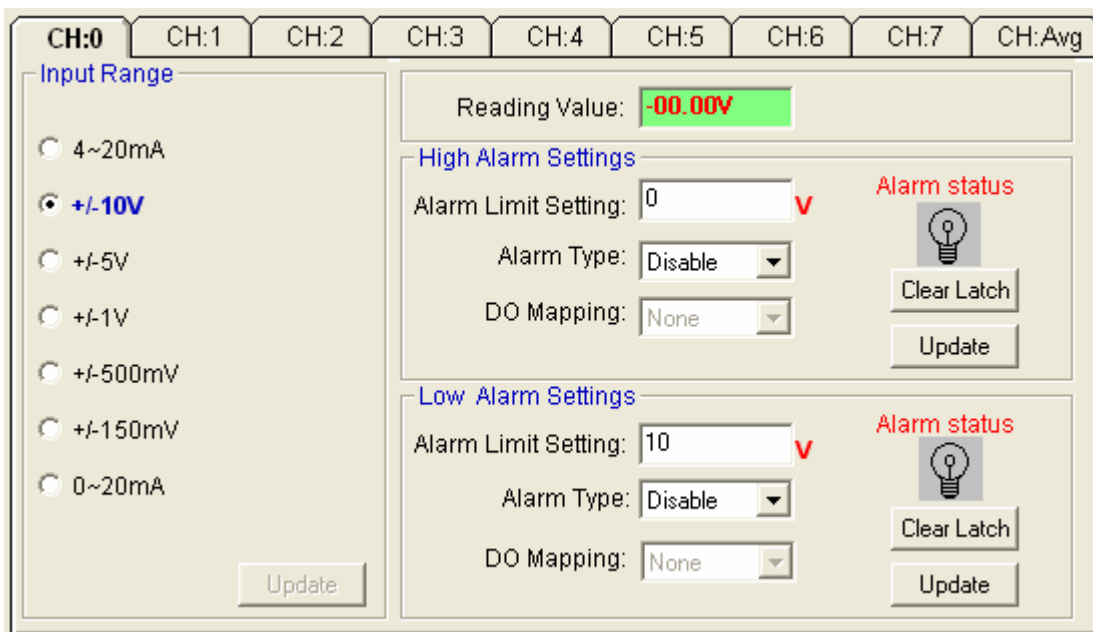 CH:0 CH:1 CH:2 CH:3 CH:4 CH:5 CH:6 CH:7 CH:Avg
Input Range
4~20mA
+/-10V
+/-5V
+/-1V
+/-500mV
+/-150mV
0~20mA
Update
Reading Value: -00.00V
High Alarm Settings
Alarm Limit Setting: 0 V
Alarm Type: Disable
DO Mapping: None
Alarm status
Clear Latch
Update
Low Alarm Settings
Alarm Limit Setting: 10 V
Alarm Type: Disable
DO Mapping: None
Alarm status
Clear Latch
Update